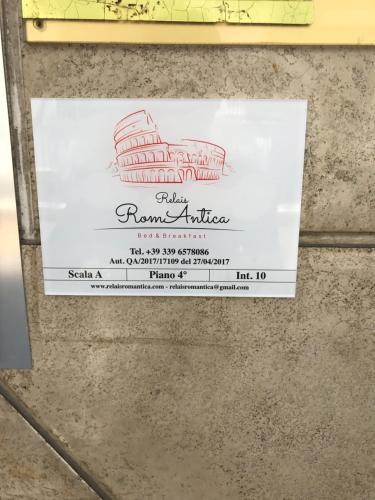 Relais
RomAntica
Bed & Breakfast
Tel. +39 339 6578086
Aut. QA/2017/17109 del 27/04/2017
Scala A Piano 4° Int. 10
www.relaisromantica.com - relaisromantica@gmail.com